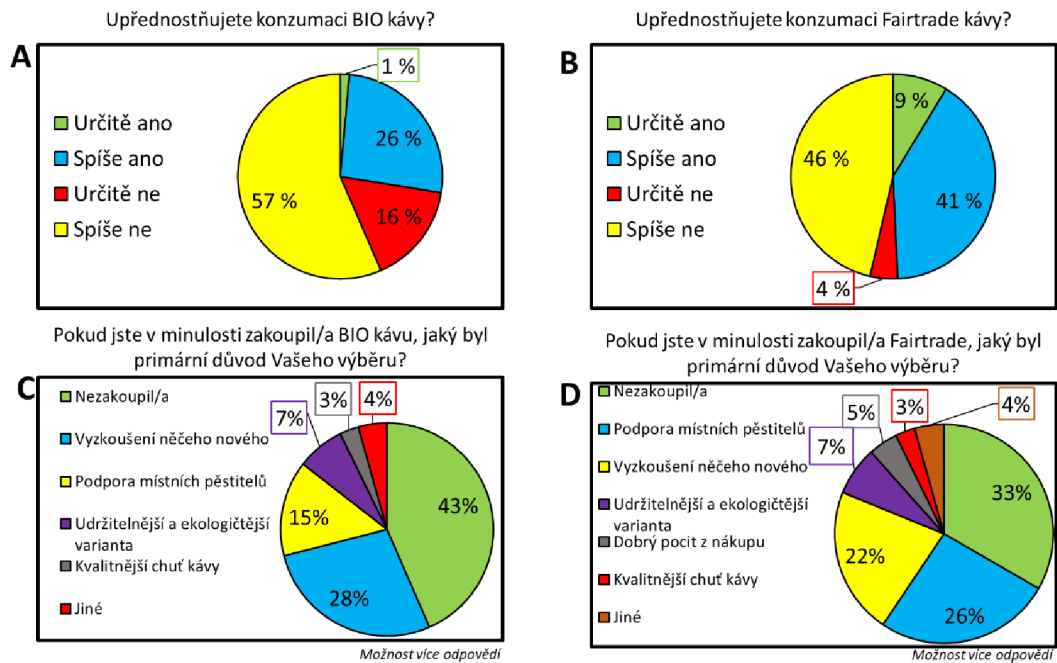 Upřednostňujete konzumaci BIO kávy?
A
1 %
Určitě ano
Spíše ano
Určitě ne
Spíše ne
26 %
57 %
16 %
Upřednostňujete konzumaci Fairtrade kávy?
B
Určitě ano
Spíše ano
Určitě ne
Spíše ne
9 %
46 %
41 %
4 %
Pokud jste v minulosti zakoupil/a BIO kávu, jaký byl
primární důvod Vašeho výběru?
C
Nezakoupil/a
Vyzkoušení něčeho nového
Podpora místních pěstitelů
Udržitelnější a ekologičtější
varianta
Kvalitnější chuť kávy
Jiné
7%
3%
4%
43%
15%
28%
Možnost více odpovědí
Pokud jste v minulosti zakoupil/a Fairtrade, jaký byl
primární důvod Vašeho výběru?
D
Nezakoupil/a
Podpora místních pěstitelů
Vyzkoušení něčeho nového
Udržitelnější a ekologičtější
varianta
Dobrý pocit z nákupu
Kvalitnější chuť kávy
Jiné
7%
5%
3%
4%
33%
22%
26%
Možnost více odpovědí